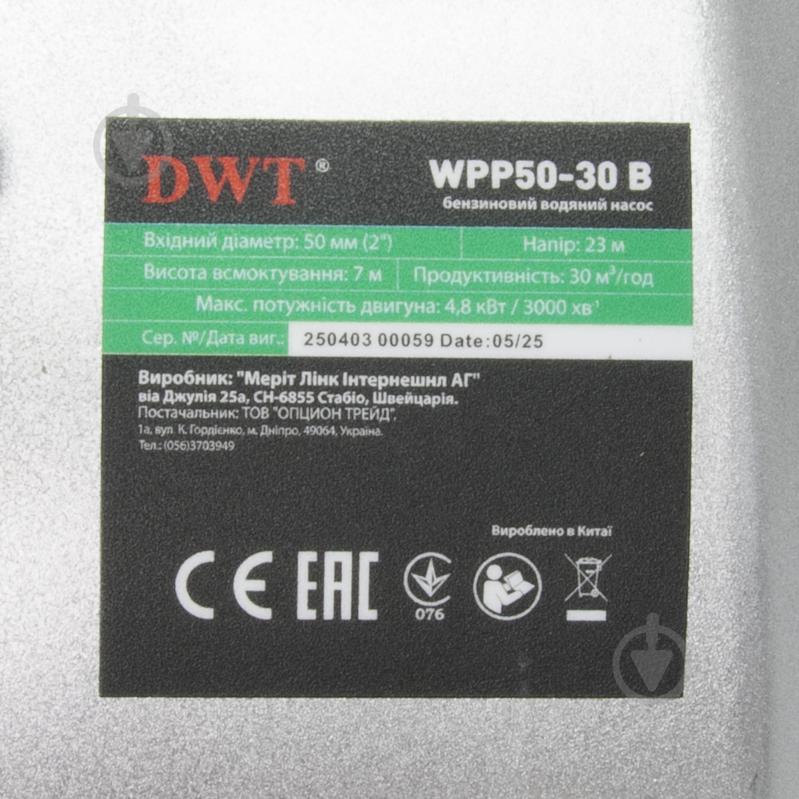 DWT ®
WPP50-30 B
бензиновий водяний насос
Вхідний діаметр: 50 мм (2") Напір: 23 м
Висота всмоктування: 7 м Продуктивність: 30 м³/год
Макс. потужність двигуна: 4,8 кВт / 3000 хв⁻¹
Сер. №/Дата виг.: 250403 00059 Date:05/25
Виробник: "Меріт Лінк Інтернешнл АГ"
віа Джулія 25а, CH-6855 Стабіо, Швейцарія.
Постачальник: ТОВ "ОПЦИОН ТРЕЙД",
1а, вул. К. Гордієнко, м. Дніпро, 49064, Україна.
Тел.: (056)3703949
Вироблено в Китаї
CE EAC 076